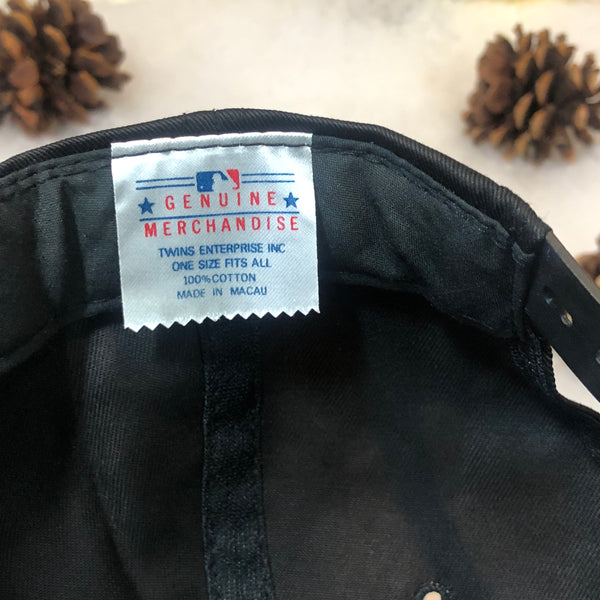 GENUINE
MERCHANDISE
TWINS ENTERPRISE INC
ONE SIZE FITS ALL
100% COTTON
MADE IN MACAU